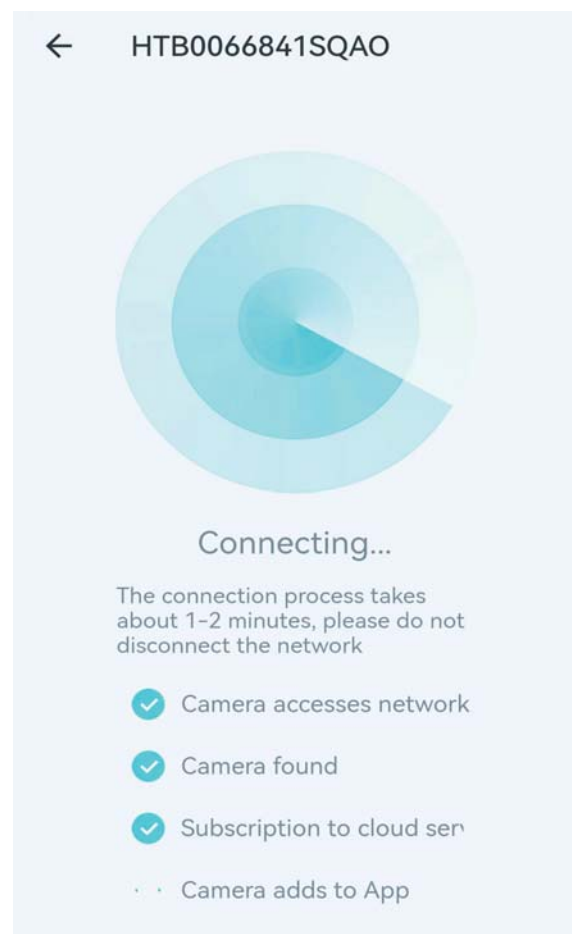 HTB0066841SQAO
Connecting...
The connection process takes
about 1-2 minutes, please do not
disconnect the network
Camera accesses network
Camera found
Subscription to cloud ser
Camera adds to App